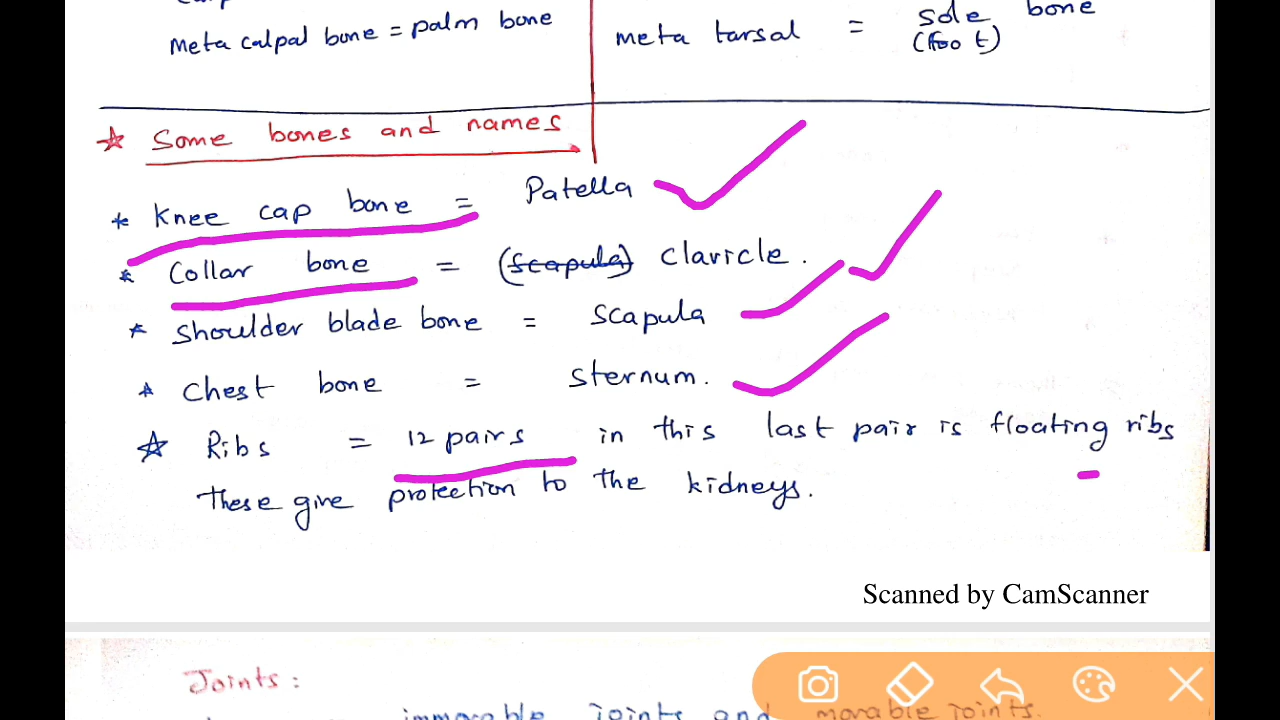 Meta calpal bone = palm bone
meta tarsal = sole bone
(foot)
☆ Some bones and names
* Knee cap bone = Patella
* Collar bone = (scapula) clavicle.
* Shoulder blade bone = Scapula
* Chest bone = Sternum.
☆ Ribs = 12 pairs in this last pair is floating ribs
These give protection to the kidneys.
Scanned by CamScanner
Joints:
immovable joints and movable joints.